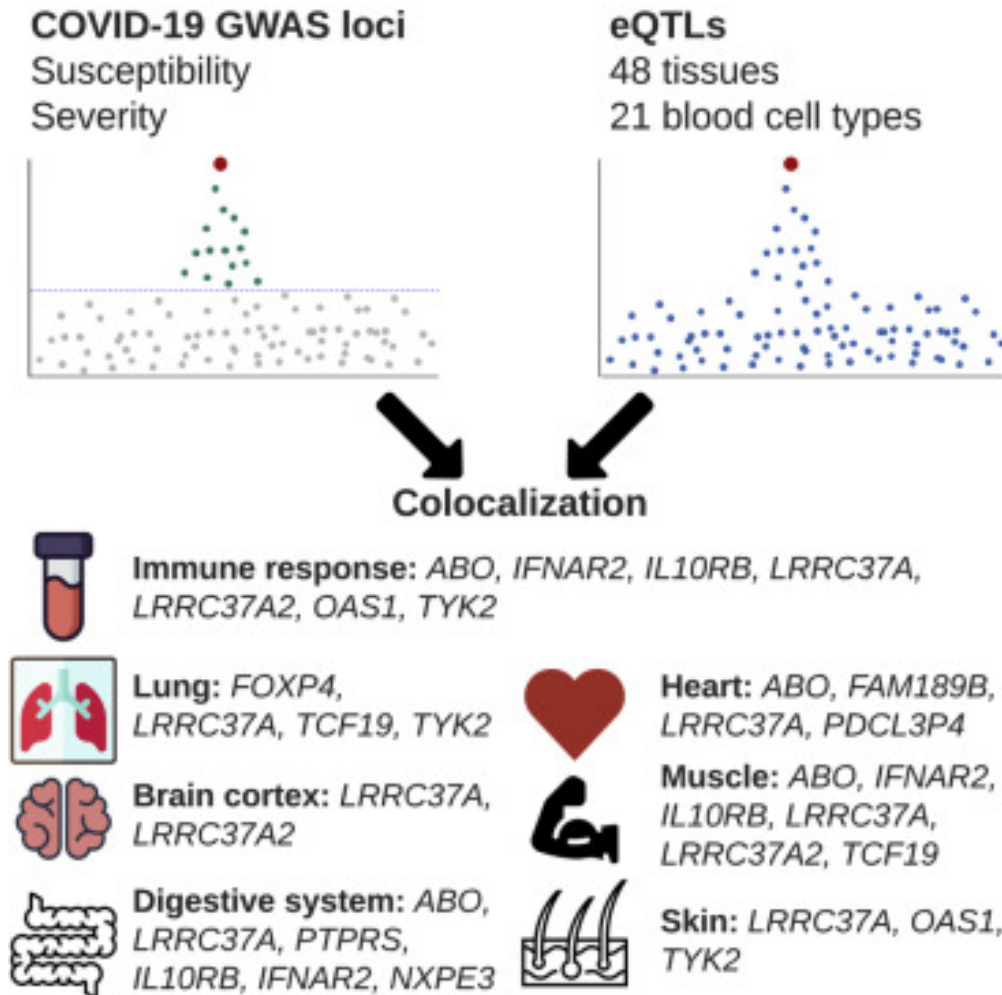 COVID-19 GWAS loci
Susceptibility
Severity
eQTLs
48 tissues
21 blood cell types
Colocalization
Immune response: ABO, IFNAR2, IL10RB, LRRC37A,
LRRC37A2, OAS1, TYK2
Lung: FOXP4,
LRRC37A, TCF19, TYK2
Heart: ABO, FAM189B,
LRRC37A, PDCL3P4
Brain cortex: LRRC37A,
LRRC37A2
Muscle: ABO, IFNAR2,
IL10RB, LRRC37A,
LRRC37A2, TCF19
Digestive system: ABO,
LRRC37A, PTPRS,
IL10RB, IFNAR2, NXPE3
Skin: LRRC37A, OAS1,
TYK2